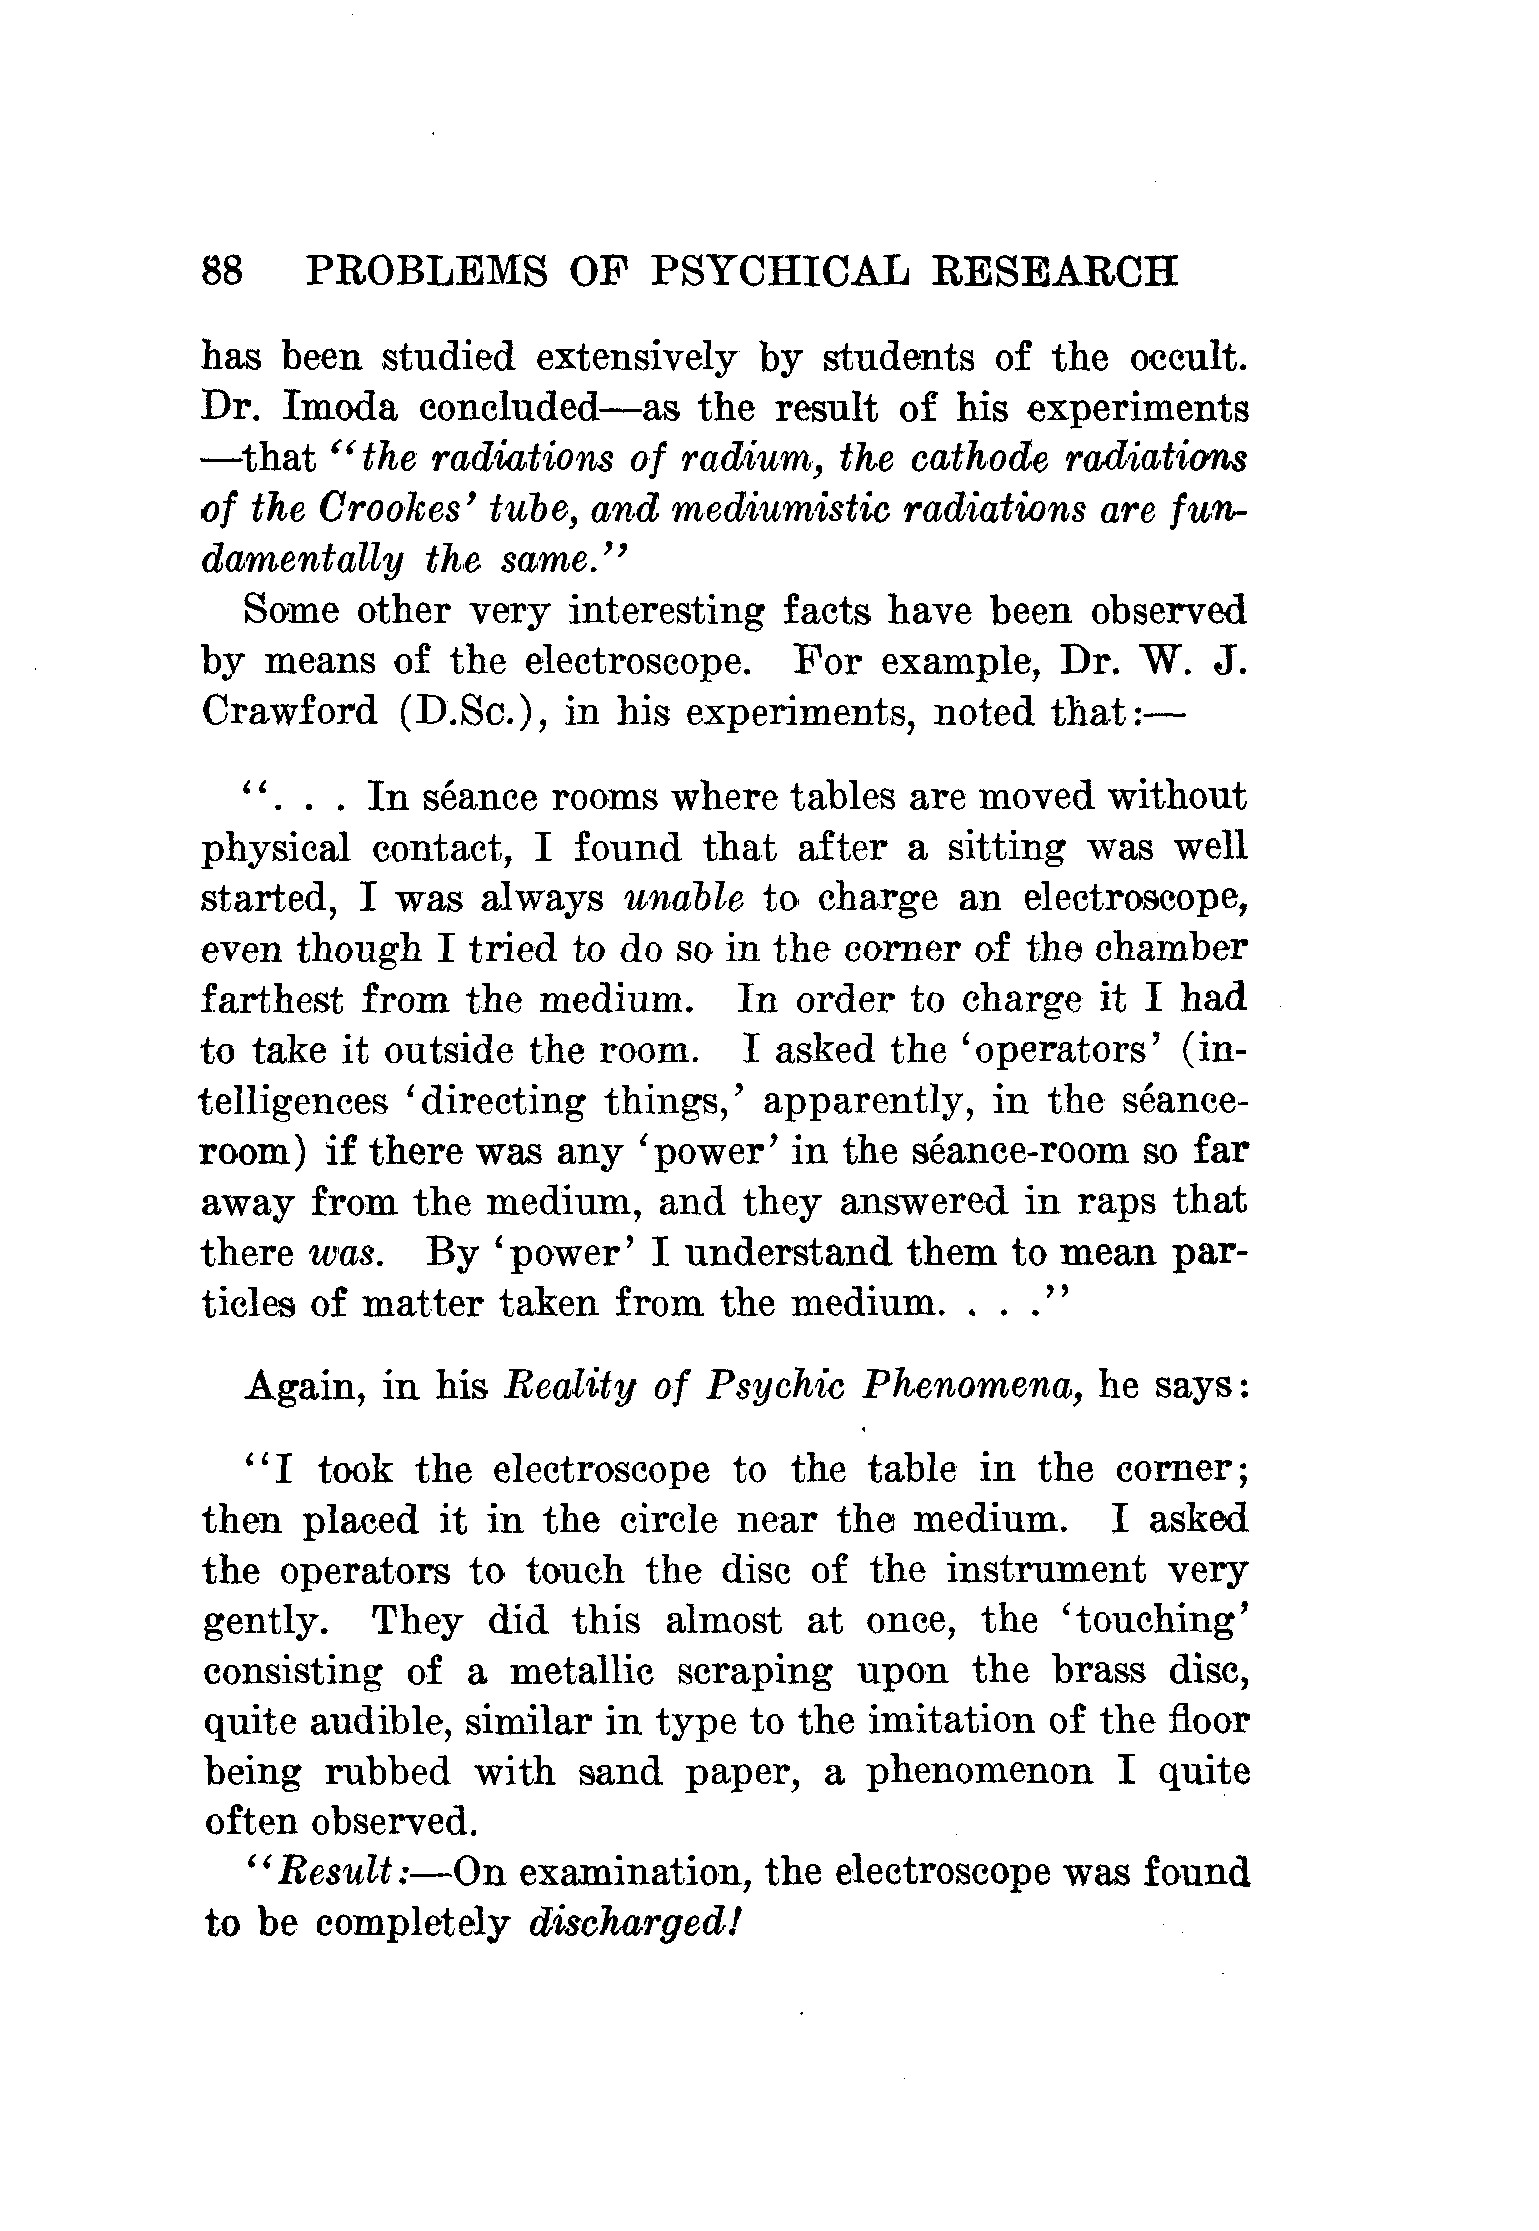 88 PROBLEMS OF PSYCHICAL RESEARCH
has been studied extensively by students of the occult.
Dr. Imoda concluded—as the result of his experiments
—that “the radiations of radium, the cathode radiations
of the Crookes’ tube, and mediumistic radiations are fun-
damentally the same.”
Some other very interesting facts have been observed
by means of the electroscope. For example, Dr. W. J.
Crawford (D.Sc.), in his experiments, noted that:—
“. . . In séance rooms where tables are moved without
physical contact, I found that after a sitting was well
started, I was always unable to charge an electroscope,
even though I tried to do so in the corner of the chamber
farthest from the medium. In order to charge it I had
to take it outside the room. I asked the ‘operators’ (in-
telligences ‘directing things,’ apparently, in the séance-
room) if there was any ‘power’ in the séance-room so far
away from the medium, and they answered in raps that
there was. By ‘power’ I understand them to mean par-
ticles of matter taken from the medium. . . .”
Again, in his Reality of Psychic Phenomena, he says:
“I took the electroscope to the table in the corner;
then placed it in the circle near the medium. I asked
the operators to touch the disc of the instrument very
gently. They did this almost at once, the ‘touching’
consisting of a metallic scraping upon the brass disc,
quite audible, similar in type to the imitation of the floor
being rubbed with sand paper, a phenomenon I quite
often observed.
“Result:—On examination, the electroscope was found
to be completely discharged!